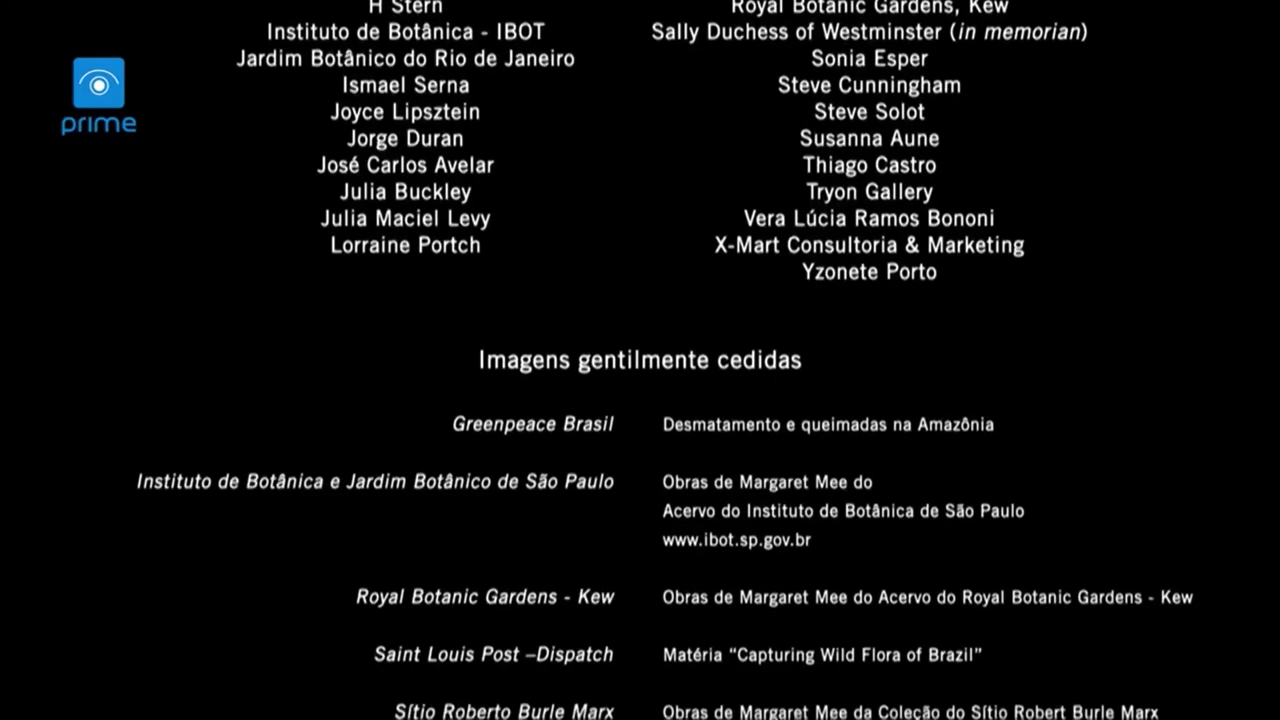 prime
H Stern
Instituto de Botânica - IBOT
Jardim Botânico do Rio de Janeiro
Ismael Serna
Joyce Lipsztein
Jorge Duran
José Carlos Avelar
Julia Buckley
Julia Maciel Levy
Lorraine Portch
Royal Botanic Gardens, Kew
Sally Duchess of Westminster (in memorian)
Sonia Esper
Steve Cunningham
Steve Solot
Susanna Aune
Thiago Castro
Tryon Gallery
Vera Lúcia Ramos Bononi
X-Mart Consultoria & Marketing
Yzonete Porto
Imagens gentilmente cedidas
Greenpeace Brasil
Desmatamento e queimadas na Amazônia
Instituto de Botânica e Jardim Botânico de São Paulo
Obras de Margaret Mee do
Acervo do Instituto de Botânica de São Paulo
www.ibot.sp.gov.br
Royal Botanic Gardens - Kew
Obras de Margaret Mee do Acervo do Royal Botanic Gardens - Kew
Saint Louis Post –Dispatch
Matéria “Capturing Wild Flora of Brazil”
Sítio Roberto Burle Marx
Obras de Margaret Mee da Coleção do Sítio Robert Burle Marx